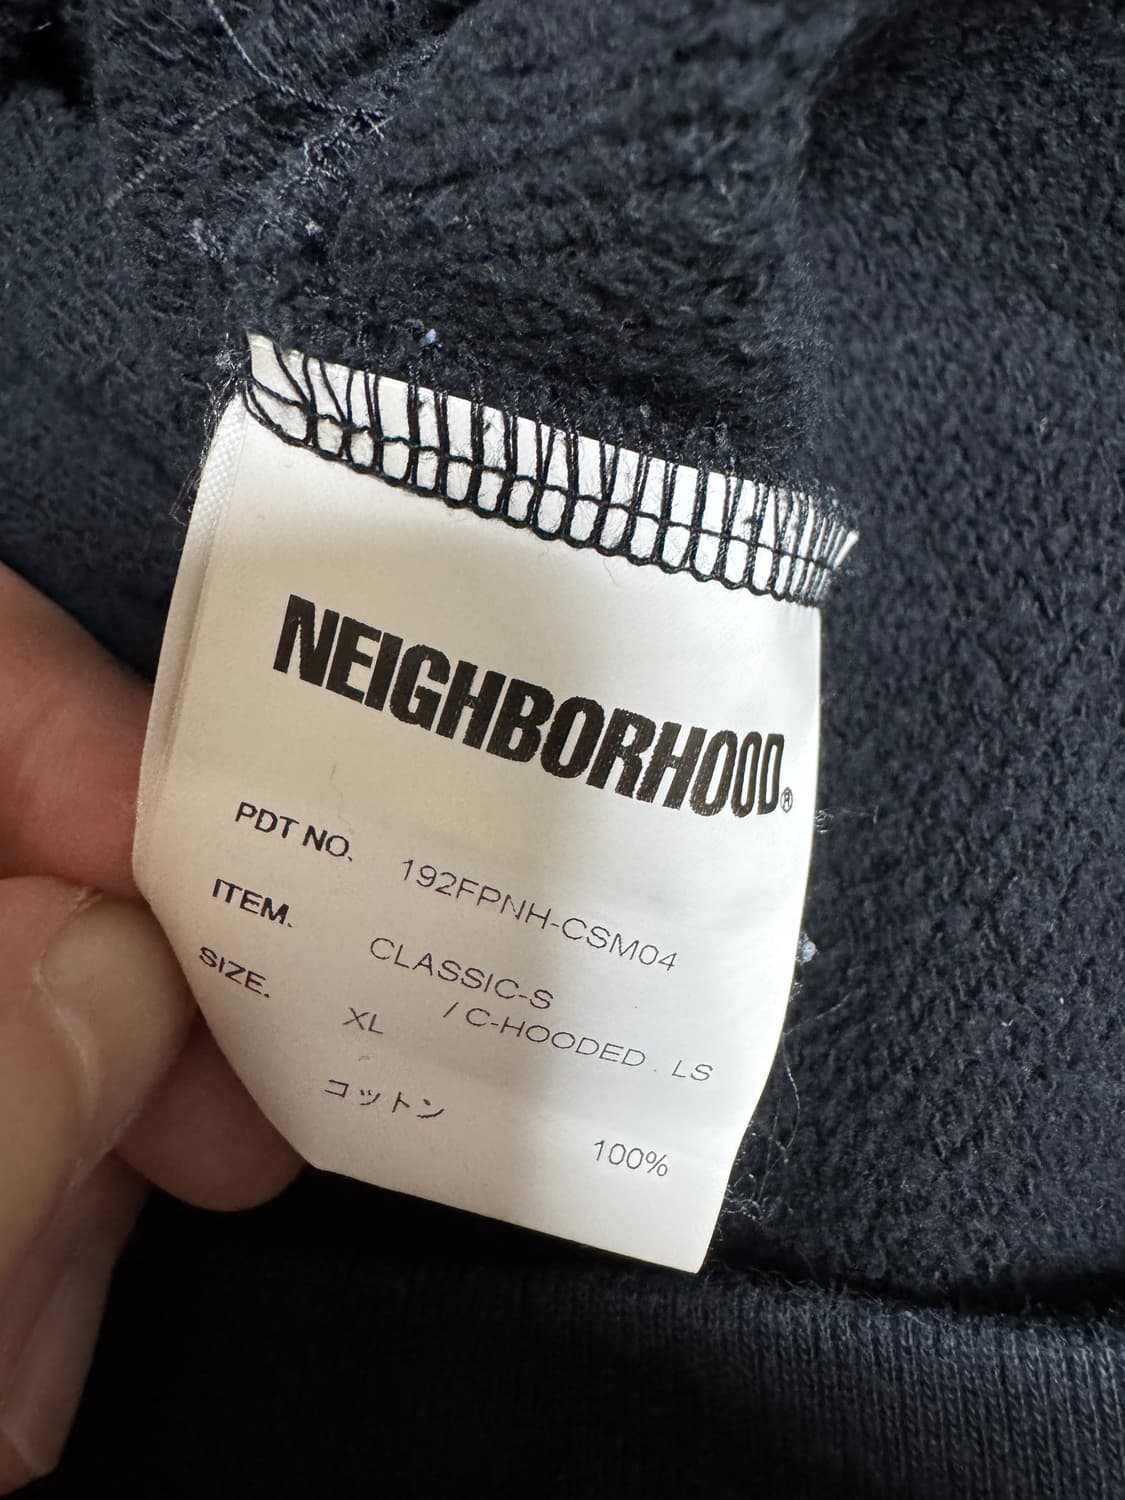 NEIGHBORHOOD®
PDT NO. 192FPNH-CSM04
ITEM. CLASSIC-S
/ C-HOODED . LS
SIZE. XL
コットン 100%